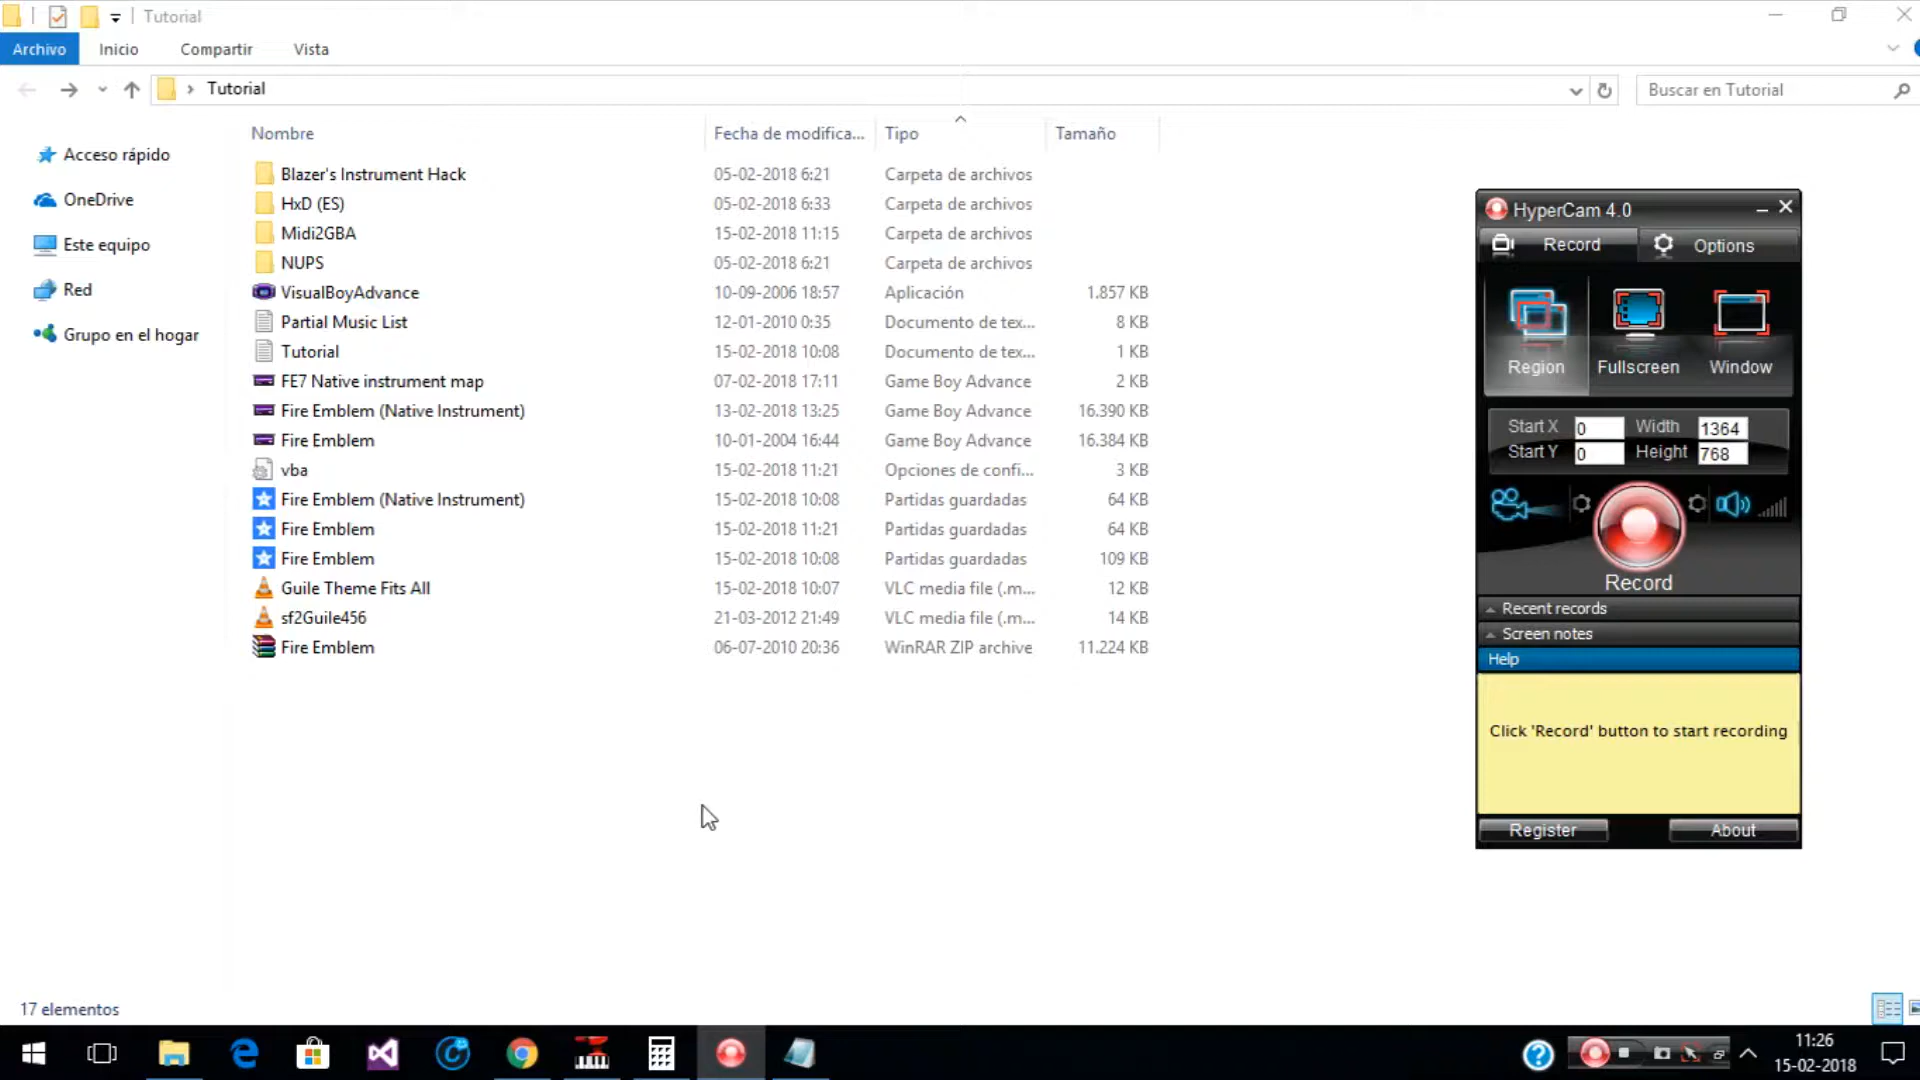 Tutorial
Archivo Inicio Compartir Vista
Tutorial
Buscar en Tutorial
Nombre Fecha de modifica... Tipo Tamaño
Acceso rápido
OneDrive
Este equipo
Red
Grupo en el hogar
Blazer's Instrument Hack 05-02-2018 6:21 Carpeta de archivos
HxD (ES) 05-02-2018 6:33 Carpeta de archivos
Midi2GBA 15-02-2018 11:15 Carpeta de archivos
NUPS 05-02-2018 6:21 Carpeta de archivos
VisualBoyAdvance 10-09-2006 18:57 Aplicación 1.857 KB
Partial Music List 12-01-2010 0:35 Documento de tex... 8 KB
Tutorial 15-02-2018 10:08 Documento de tex... 1 KB
FE7 Native instrument map 07-02-2018 17:11 Game Boy Advance 2 KB
Fire Emblem (Native Instrument) 13-02-2018 13:25 Game Boy Advance 16.390 KB
Fire Emblem 10-01-2004 16:44 Game Boy Advance 16.384 KB
vba 15-02-2018 11:21 Opciones de confi... 3 KB
Fire Emblem (Native Instrument) 15-02-2018 10:08 Partidas guardadas 64 KB
Fire Emblem 15-02-2018 11:21 Partidas guardadas 64 KB
Fire Emblem 15-02-2018 10:08 Partidas guardadas 109 KB
Guile Theme Fits All 15-02-2018 10:07 VLC media file (.m... 12 KB
sf2Guile456 21-03-2012 21:49 VLC media file (.m... 14 KB
Fire Emblem 06-07-2010 20:36 WinRAR ZIP archive 11.224 KB
HyperCam 4.0
Record Options
Region Fullscreen Window
Start X 0 Width 1364
Start Y 0 Height 768
Record
Recent records
Screen notes
Help
Click 'Record' button to start recording
Register About
17 elementos
11:26
15-02-2018